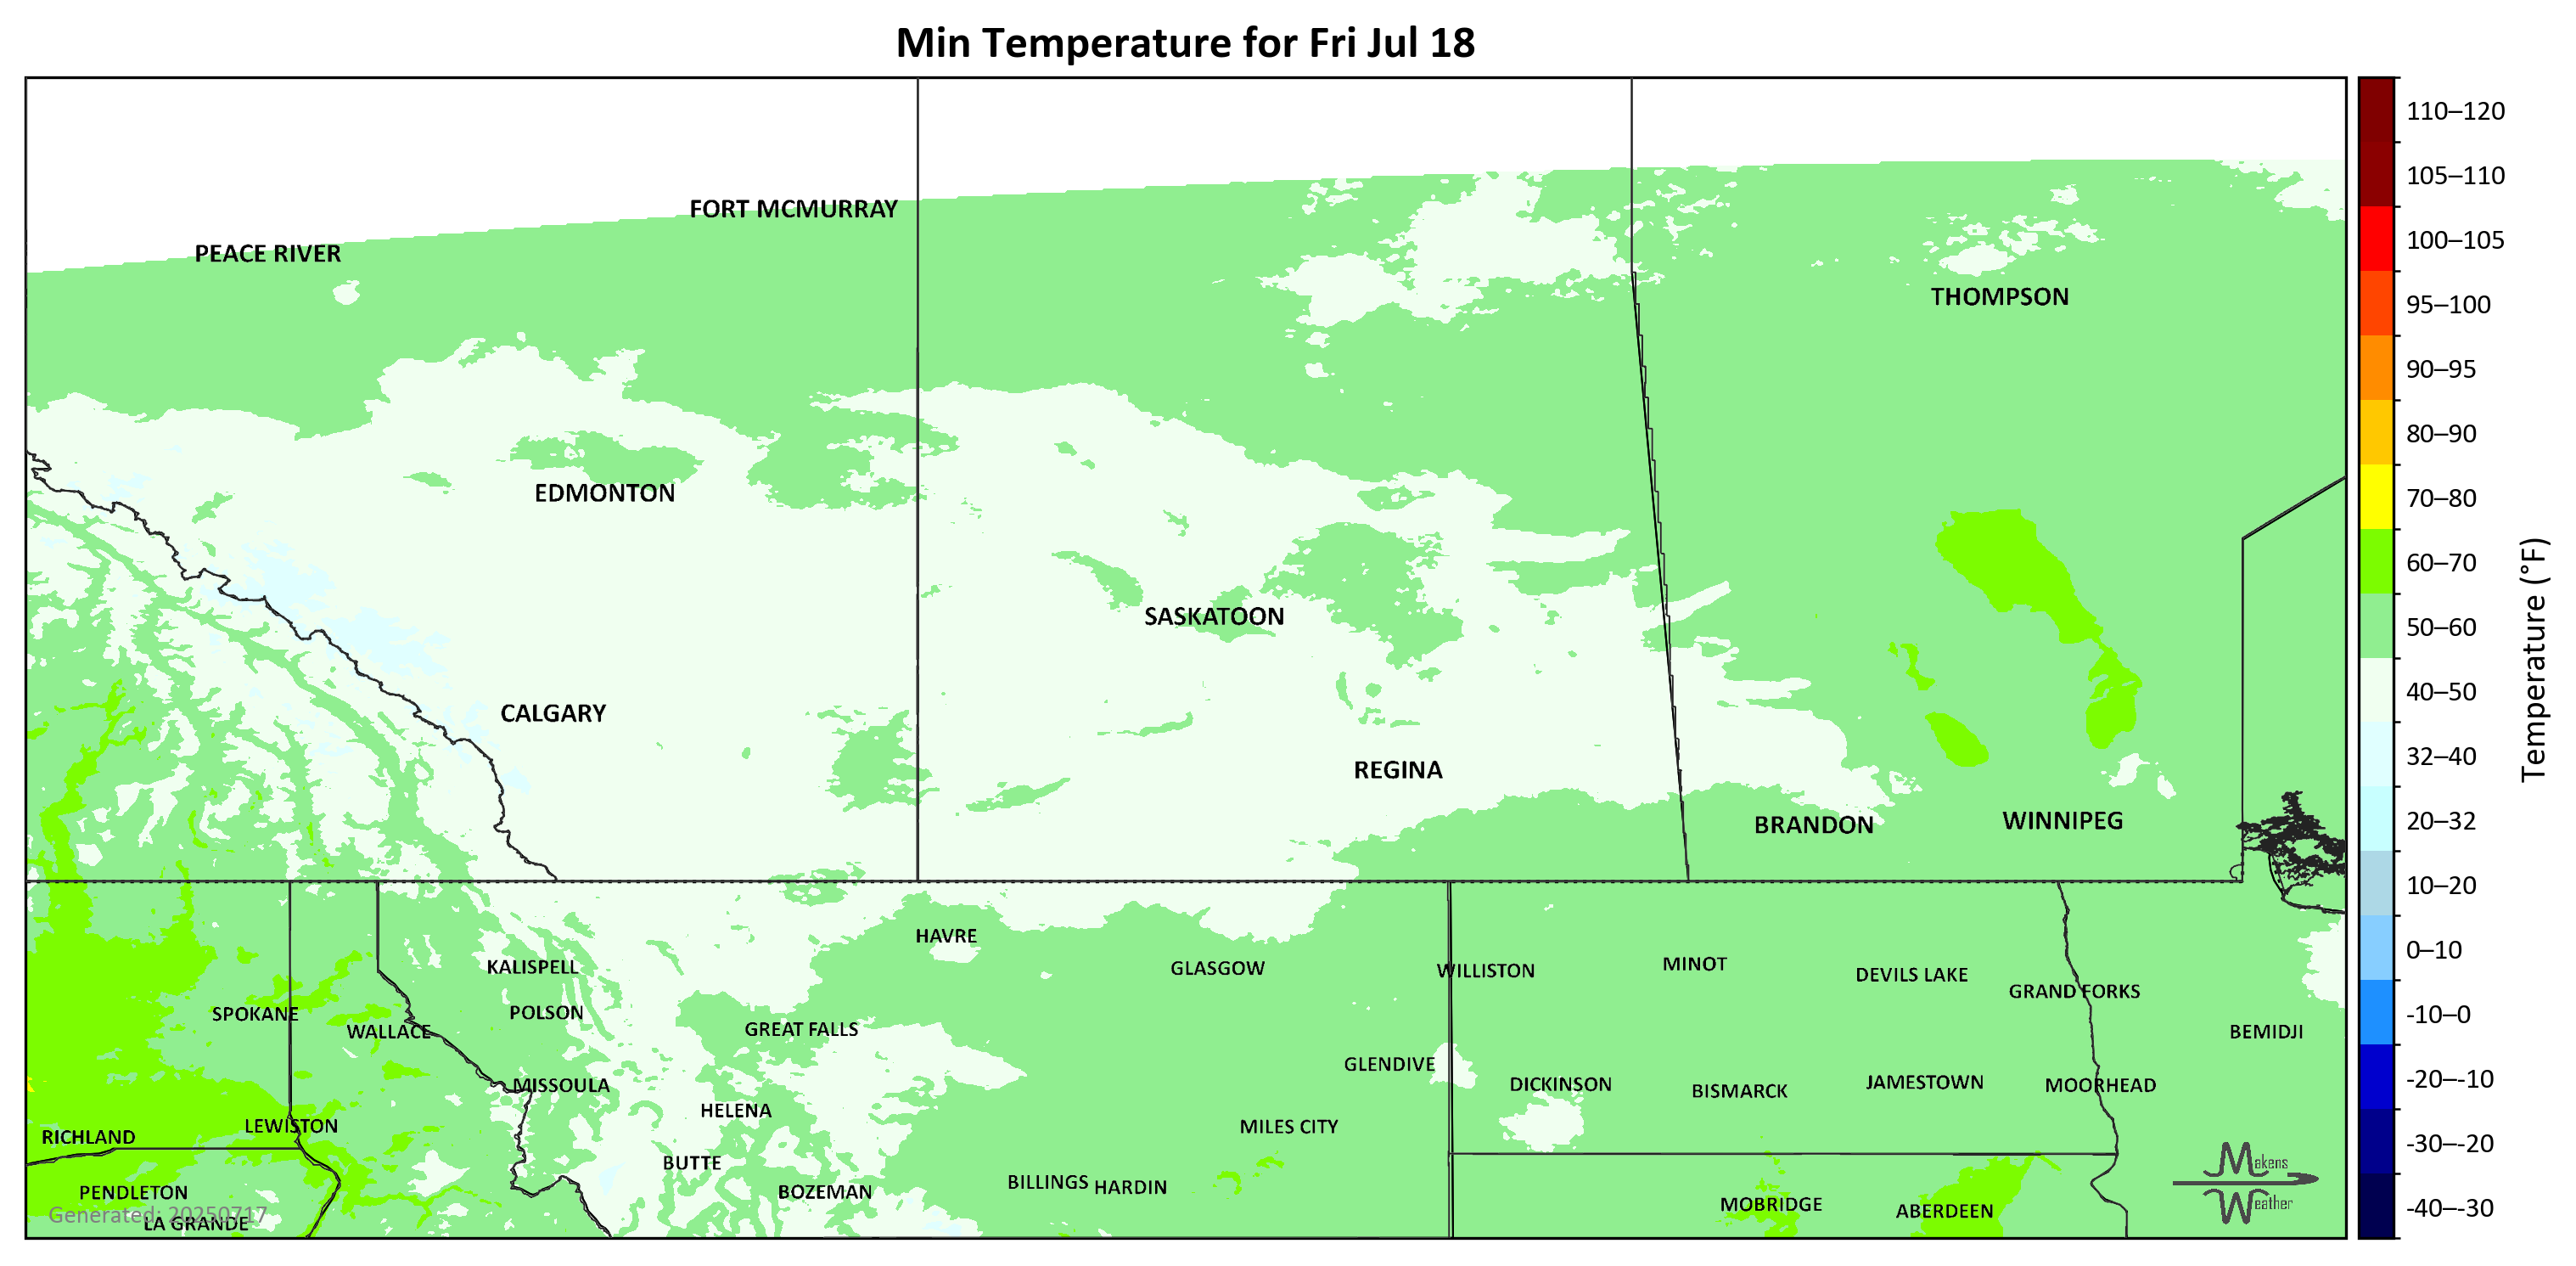 Min Temperature for Fri Jul 18
110–120
105–110
FORT MCMURRAY
100–105
PEACE RIVER
THOMPSON
95–100
90–95
80–90
EDMONTON
70–80
60–70
SASKATOON
50–60
Temperature (°F)
40–50
CALGARY
32–40
REGINA
20–32
BRANDON
WINNIPEG
10–20
HAVRE
0–10
KALISPELL
GLASGOW
WILLISTON
MINOT
DEVILS LAKE
GRAND FORKS
SPOKANE
POLSON
-10–0
WALLACE
GREAT FALLS
BEMIDJI
GLENDIVE
-20–-10
MISSOULA
DICKINSON
BISMARCK
JAMESTOWN
MOORHEAD
HELENA
LEWISTON
MILES CITY
RICHLAND
-30–-20
BUTTE
Makens
Weather
PENDLETON
BOZEMAN
BILLINGS
HARDIN
MOBRIDGE
ABERDEEN
-40–-30
Generated: 20250717
LA GRANDE